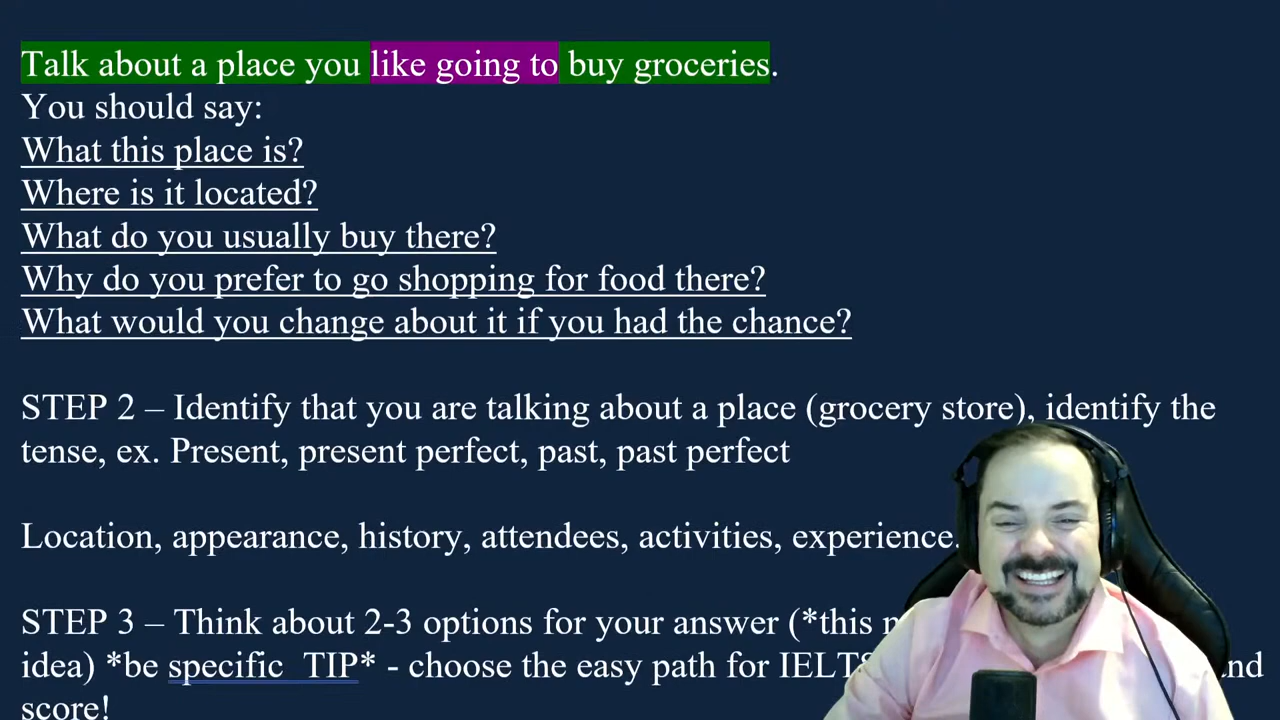 Talk about a place you like going to buy groceries.
You should say:
What this place is?
Where is it located?
What do you usually buy there?
Why do you prefer to go shopping for food there?
What would you change about it if you had the chance?
STEP 2 – Identify that you are talking about a place (grocery store), identify the
tense, ex. Present, present perfect, past, past perfect
Location, appearance, history, attendees, activities, experience.
STEP 3 – Think about 2-3 options for your answer (*this
idea) *be specific  TIP* - choose the easy path for IELTS
score!